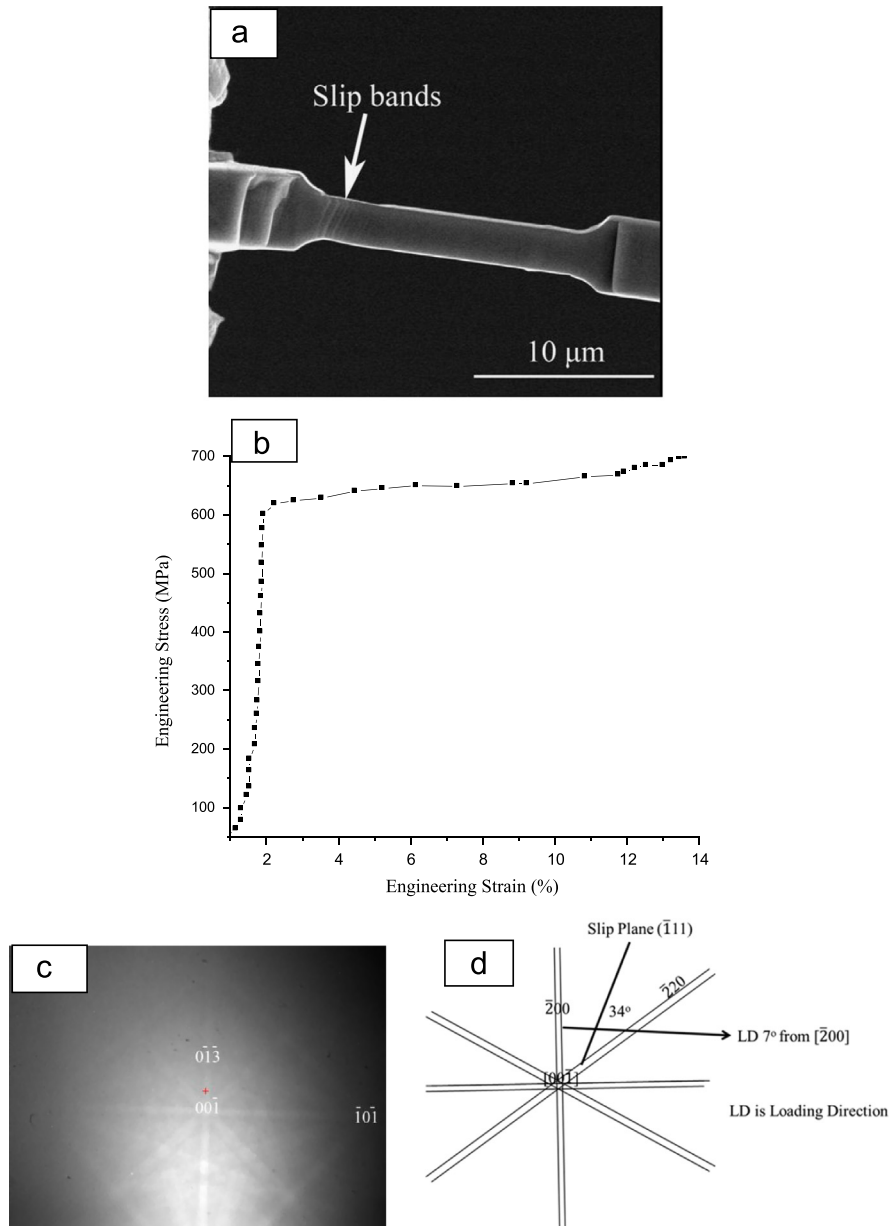 a
Slip bands
10 μm
b
700
600
500
400
300
200
100
Engineering Stress (MPa)
2 4 6 8 10 12 14
Engineering Strain (%)
c
01̄3̄
001̄
1̄01̄
d
Slip Plane (1̄11)
2̄00
34°
2̄20
LD 7° from [2̄00]
[001̄]
LD is Loading Direction